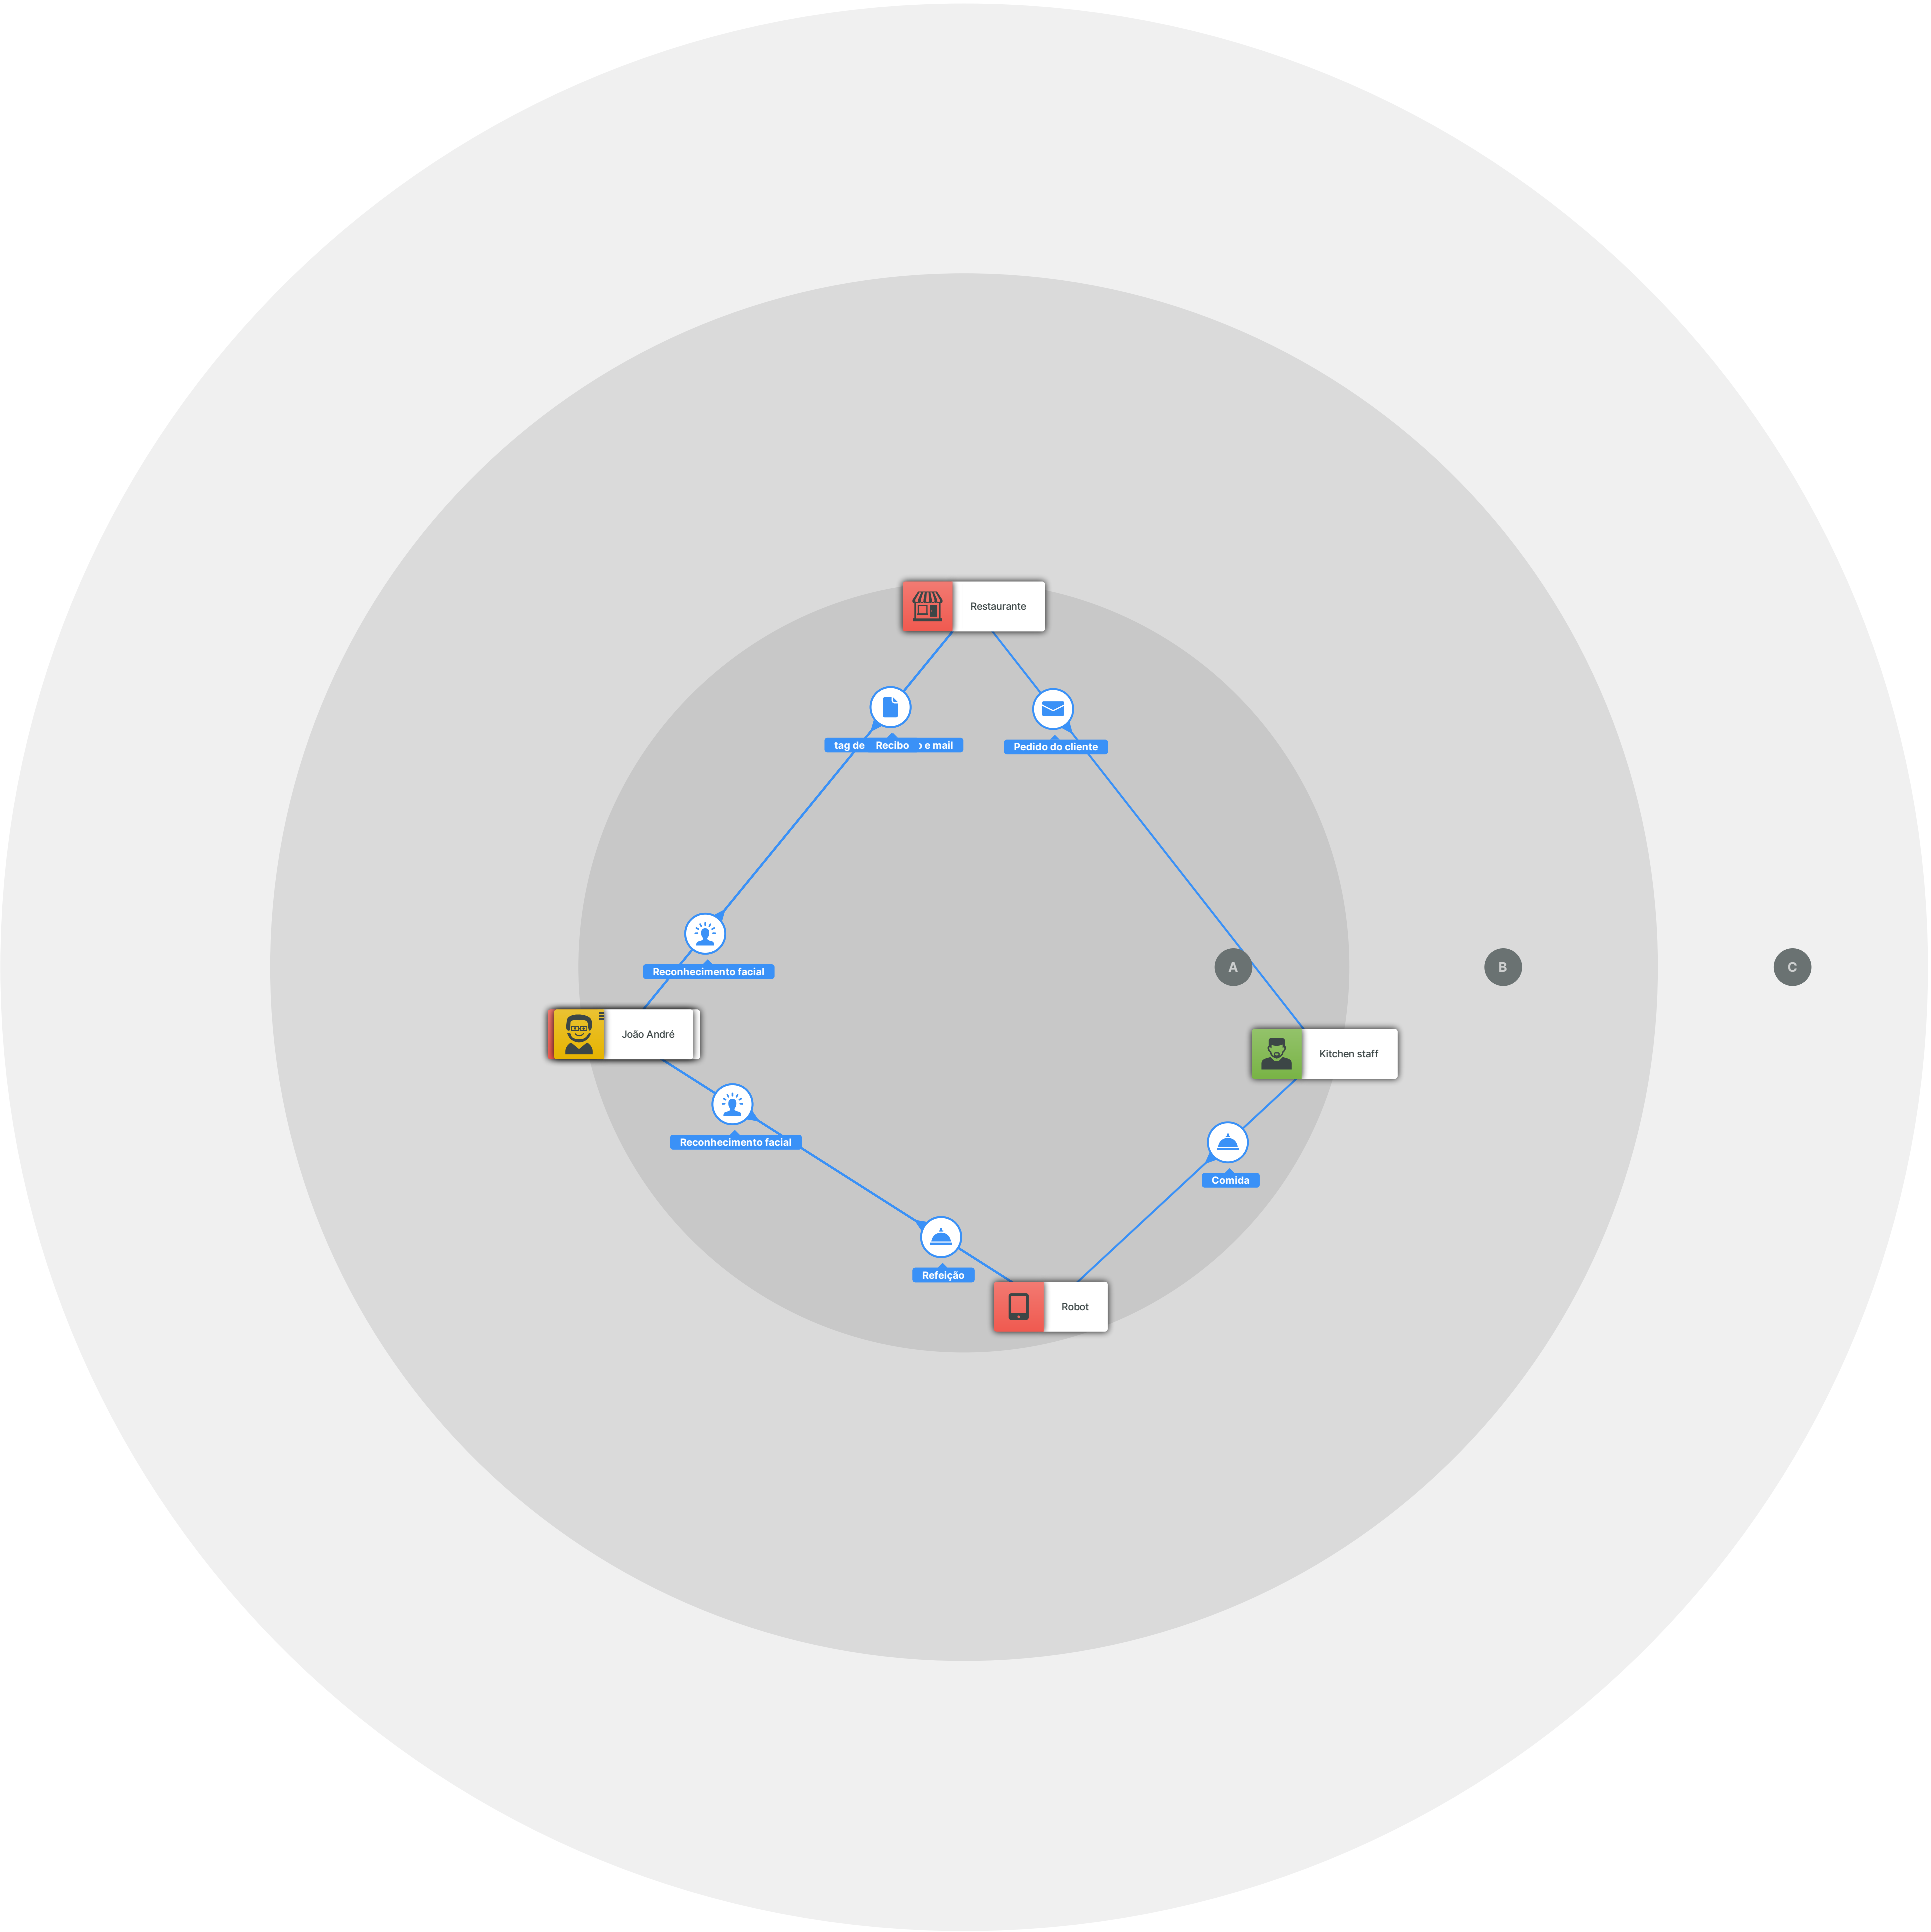 Restaurante
tag de Recibo e mail
Pedido do cliente
Reconhecimento facial
A
B
C
João André
Kitchen staff
Reconhecimento facial
Comida
Refeição
Robot